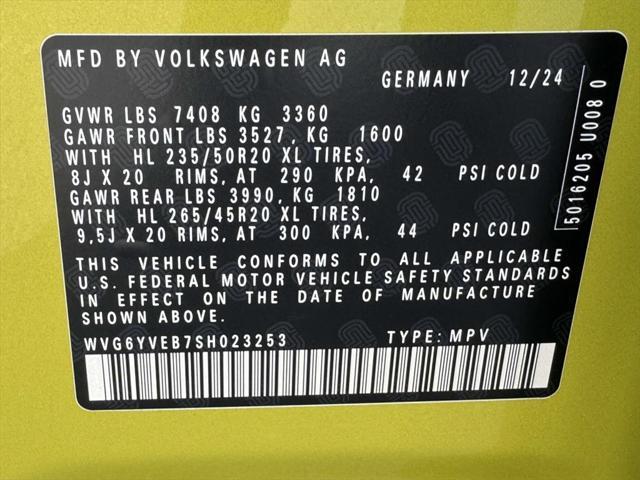 MFD BY VOLKSWAGEN AG
GERMANY 12/24
GVWR LBS 7408 KG 3360
GAWR FRONT LBS 3527, KG 1600
WITH HL 235/50R20 XL TIRES,
8J X 20 RIMS, AT 290 KPA, 42 PSI COLD
GAWR REAR LBS 3990, KG 1810
WITH HL 265/45R20 XL TIRES,
9,5J X 20 RIMS, AT 300 KPA, 44 PSI COLD
THIS VEHICLE CONFORMS TO ALL APPLICABLE
U.S. FEDERAL MOTOR VEHICLE SAFETY STANDARDS
IN EFFECT ON THE DATE OF MANUFACTURE
SHOWN ABOVE.
WVG6YVEB7SH023253 TYPE: MPV
5016205 U008 0